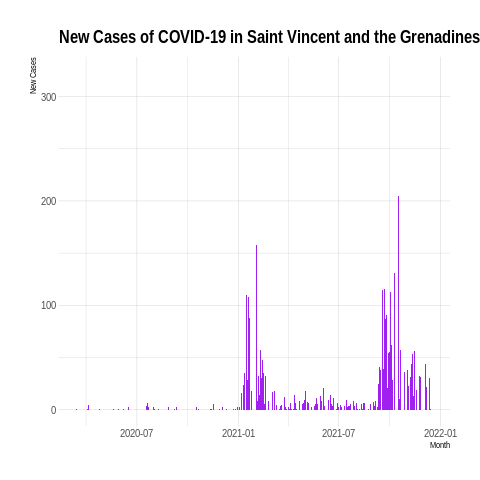 New Cases of COVID-19 in Saint Vincent and the Grenadines
New Cases
300
200
100
0
2020-07
2021-01
2021-07
2022-01
Month